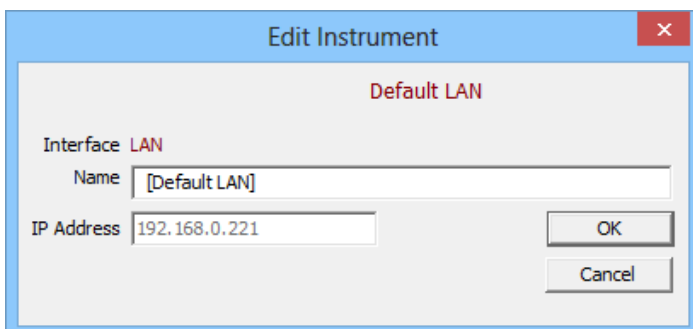 Edit Instrument
Default LAN
Interface LAN
Name [Default LAN]
IP Address 192.168.0.221
OK
Cancel